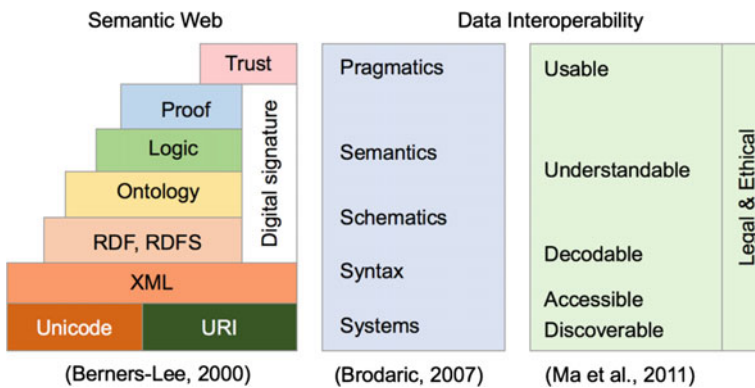 Semantic Web
Data Interoperability
Trust
Proof
Logic
Ontology
RDF, RDFS
Digital signature
XML
Unicode
URI
(Berners-Lee, 2000)
Pragmatics
Semantics
Schematics
Syntax
Systems
(Brodaric, 2007)
Usable
Understandable
Decodable
Accessible
Discoverable
Legal & Ethical
(Ma et al., 2011)